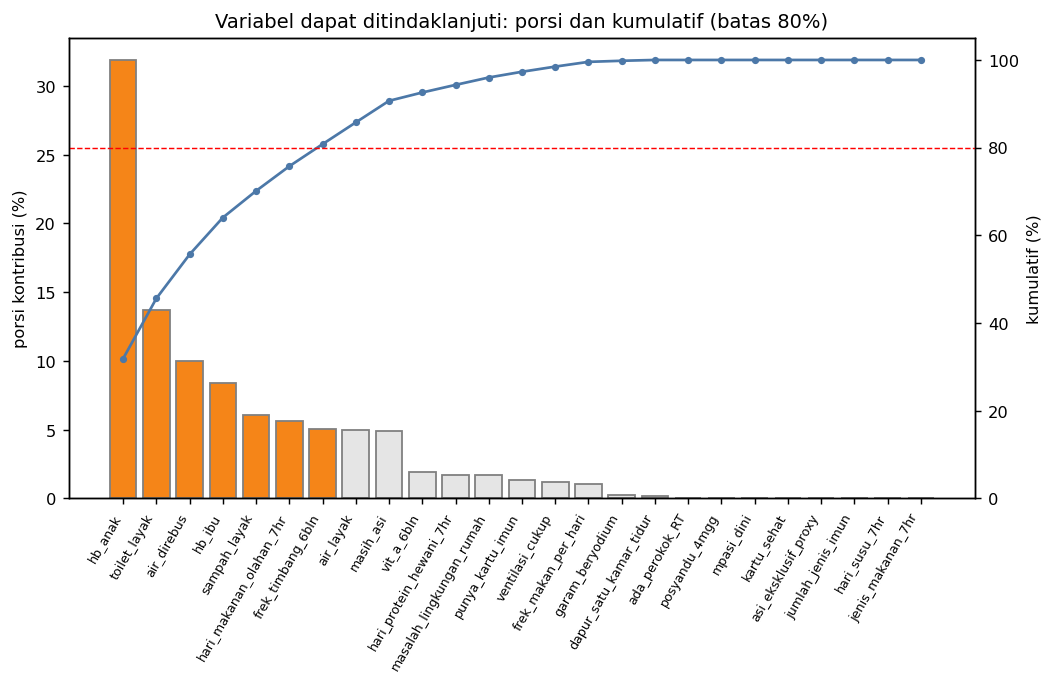 Variabel dapat ditindaklanjuti: porsi dan kumulatif (batas 80%)
porsi kontribusi (%)
30
25
20
15
10
5
0
100
80
60
40
20
0
kumulatif (%)
hb_anak
toilet_layak
air_direbus
hb_ibu
sampah_layak
hari_makanan_olahan_7hr
frek_timbang_6bln
air_layak
masih_asi
vit_a_6bln
hari_protein_hewani_7hr
masalah_lingkungan_rumah
punya_kartu_imun
ventilasi_cukup
frek_makan_per_hari
garam_beryodium
dapur_satu_kamar_tidur
ada_perokok_RT
posyandu_4mgg
mpasi_dini
kartu_sehat
asi_eksklusif_proxy
jumlah_jenis_imun
hari_susu_7hr
jenis_makanan_7hr